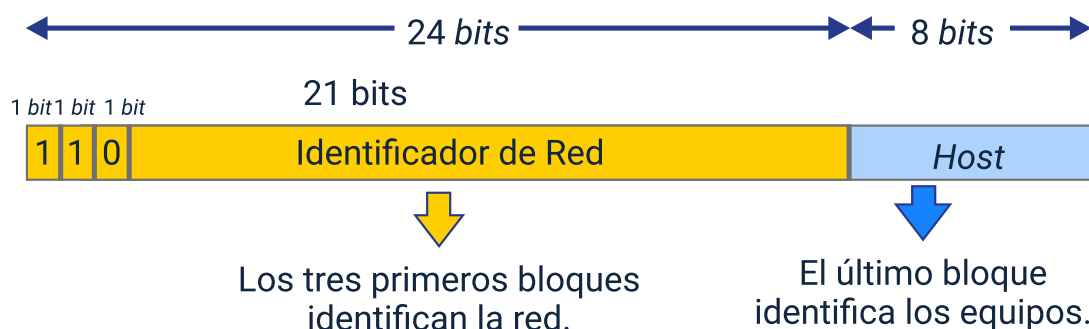 24 bits
8 bits
21 bits
1 bit 1 bit 1 bit
1 1 0 Identificador de Red
Host
Los tres primeros bloques
identifican la red.
El último bloque
identifica los equipos.